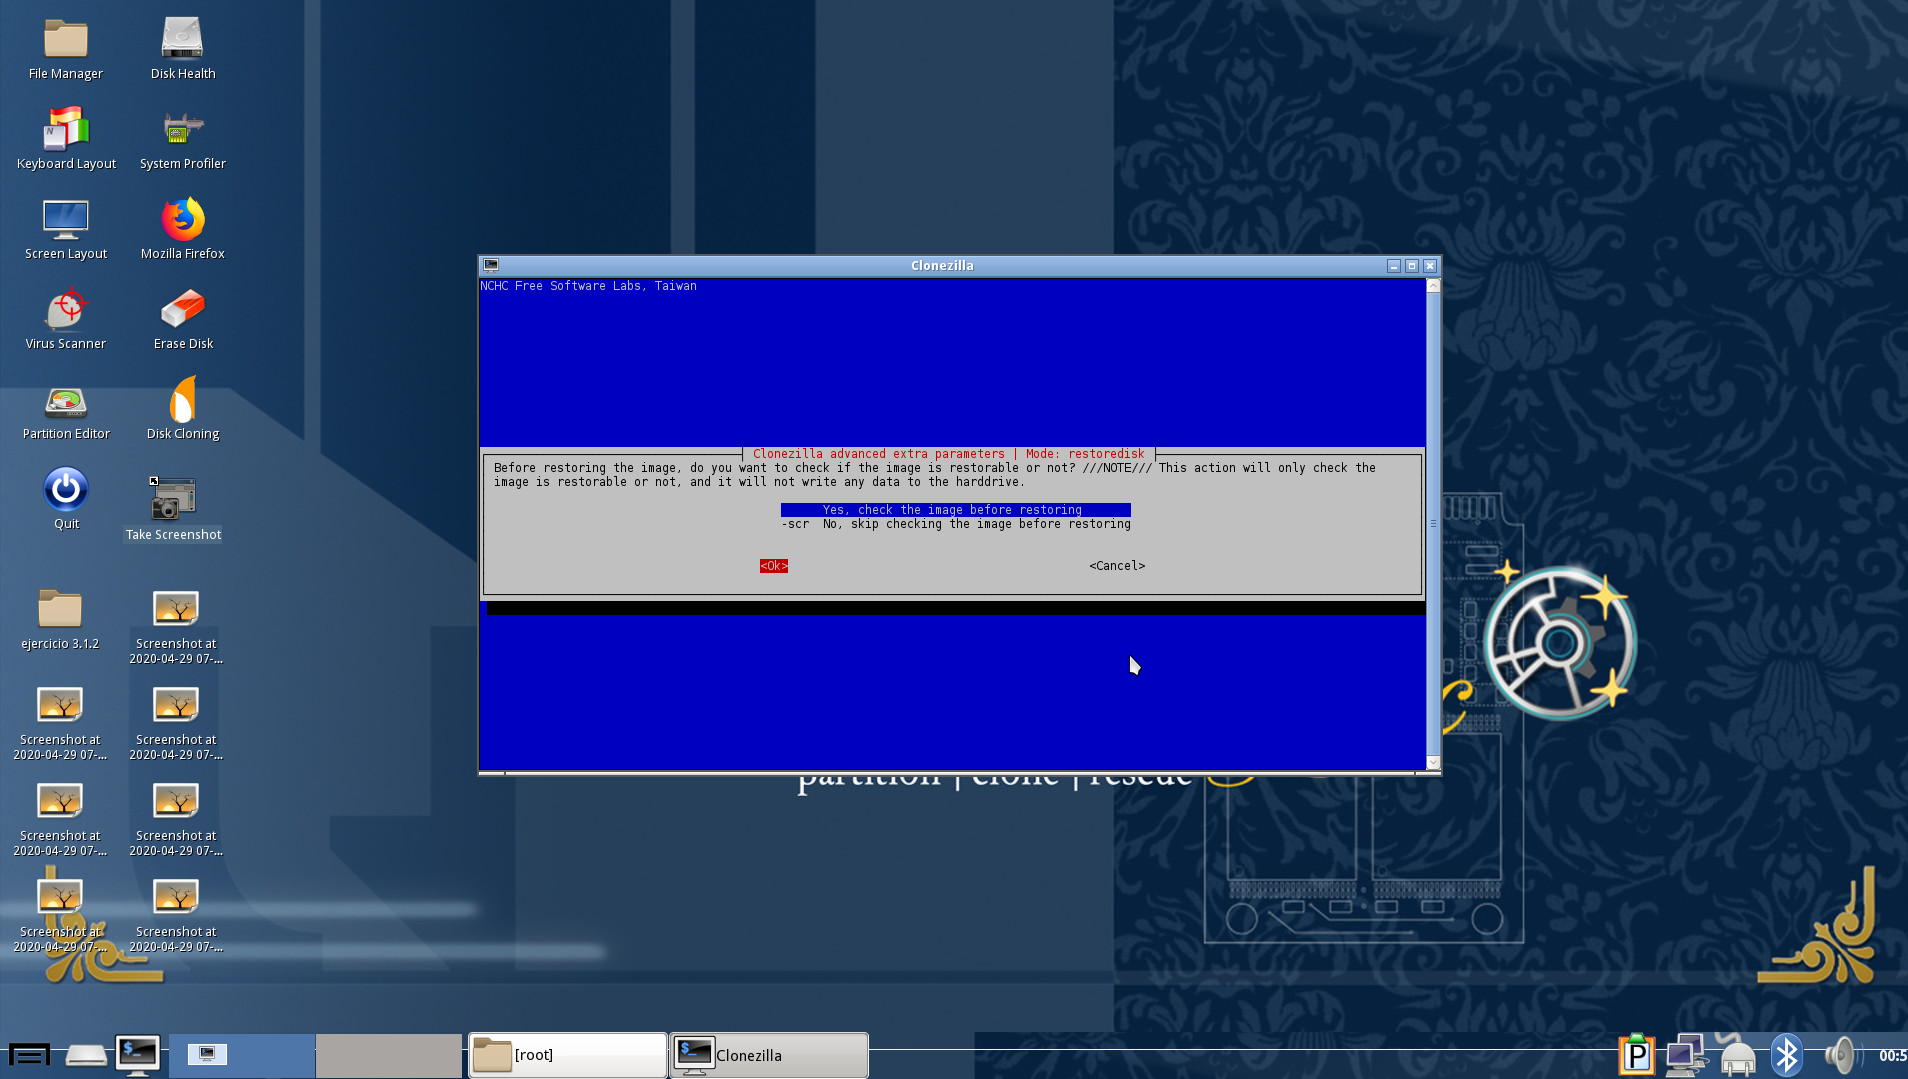 File Manager
Disk Health
Keyboard Layout
System Profiler
Screen Layout
Mozilla Firefox
Virus Scanner
Erase Disk
Partition Editor
Disk Cloning
Quit
Take Screenshot
ejercicio 3.1.2
Screenshot at
2020-04-29 07-...
Screenshot at
2020-04-29 07-...
Screenshot at
2020-04-29 07-...
Screenshot at
2020-04-29 07-...
Screenshot at
2020-04-29 07-...
Screenshot at
2020-04-29 07-...
Screenshot at
2020-04-29 07-...
Clonezilla
NCHC Free Software Labs, Taiwan
Clonezilla advanced extra parameters | Mode: restoredisk
Before restoring the image, do you want to check if the image is restorable or not? ///NOTE/// This action will only check the
image is restorable or not, and it will not write any data to the harddrive.
Yes, check the image before restoring
-scr No, skip checking the image before restoring
<Ok>
<Cancel>
partition | clone | rescue
[root]
Clonezilla
00:5